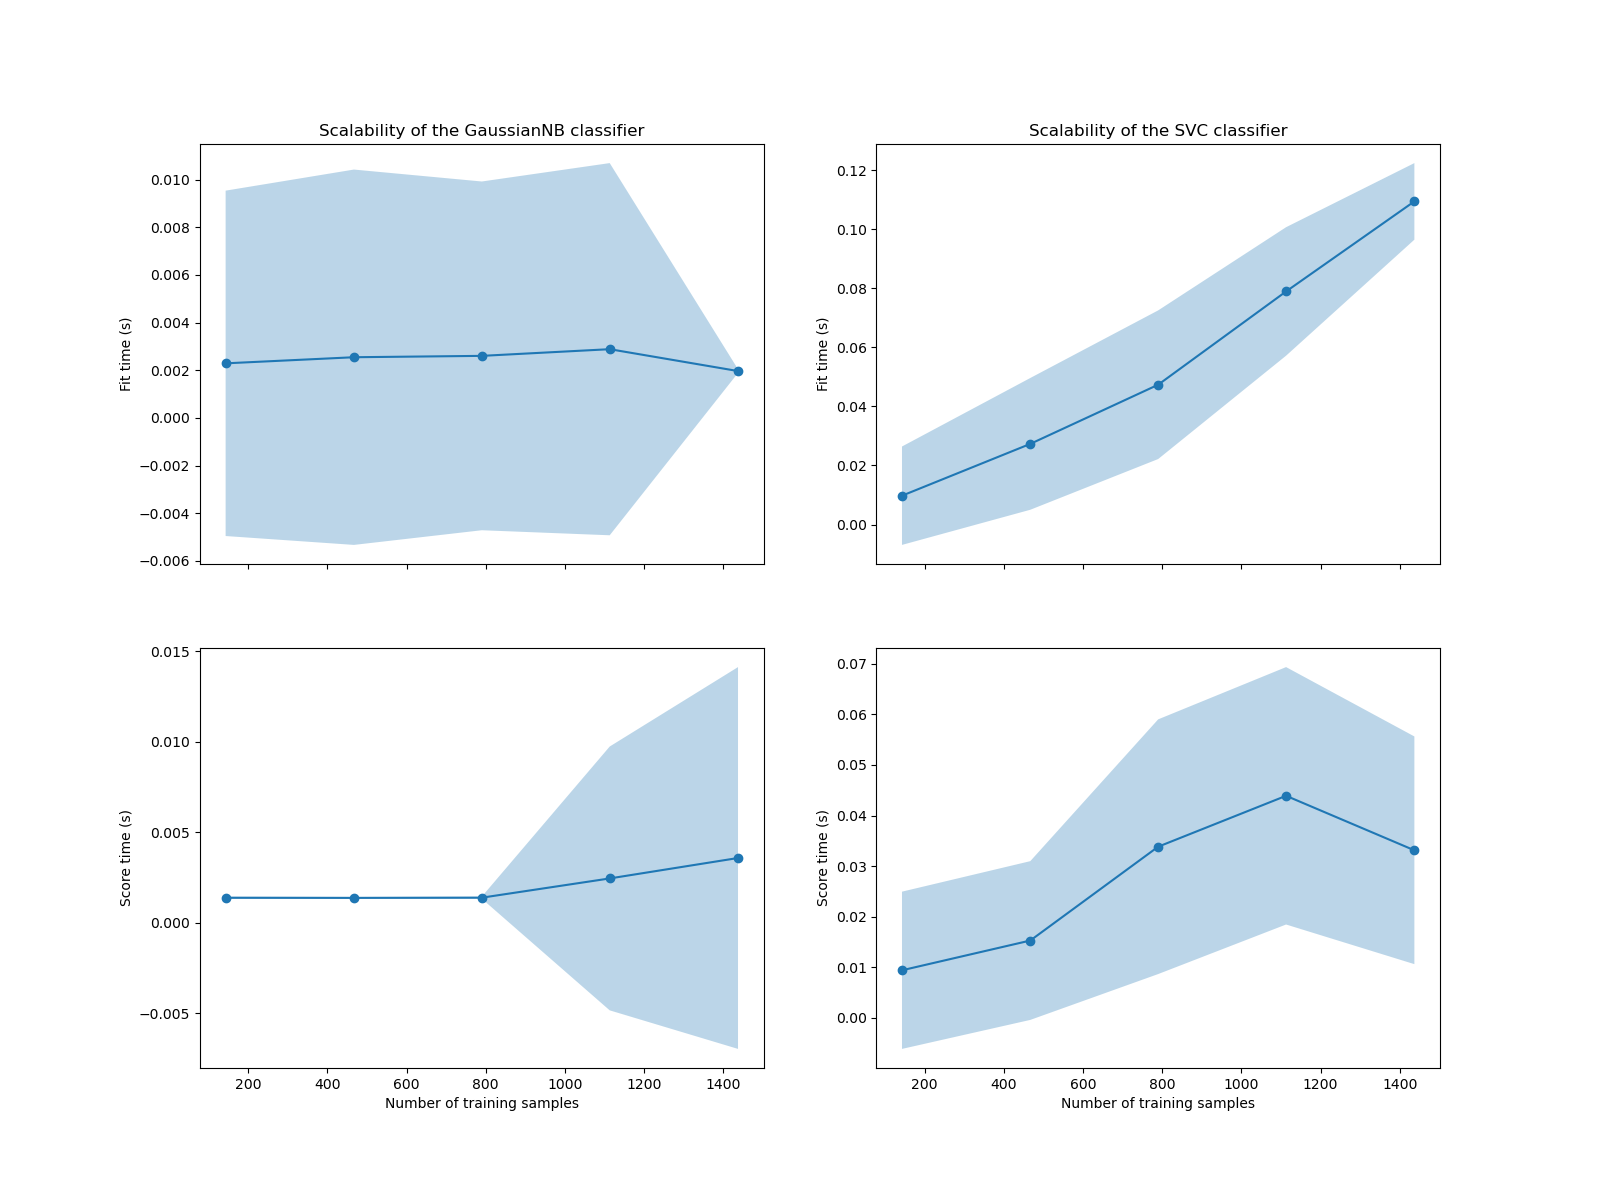 Scalability of the GaussianNB classifier
0.010
0.008
0.006
0.004
0.002
0.000
−0.002
−0.004
−0.006
Fit time (s)
Scalability of the SVC classifier
0.12
0.10
0.08
0.06
0.04
0.02
0.00
Fit time (s)
0.015
0.010
0.005
0.000
−0.005
Score time (s)
200 400 600 800 1000 1200 1400
Number of training samples
0.07
0.06
0.05
0.04
0.03
0.02
0.01
0.00
Score time (s)
200 400 600 800 1000 1200 1400
Number of training samples